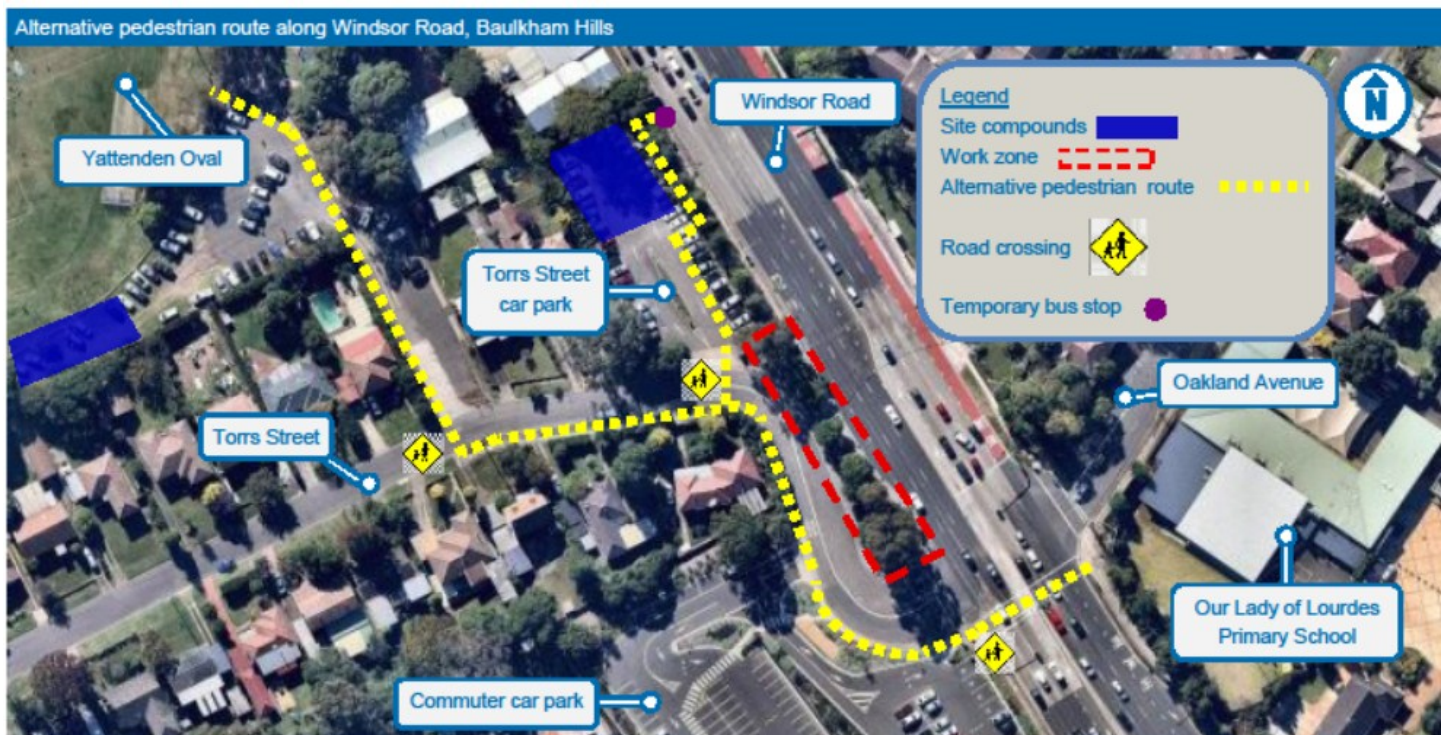 Alternative pedestrian route along Windsor Road, Baulkham Hills
Yattenden Oval
Windsor Road
Legend
Site compounds
Work zone
Alternative pedestrian route
Road crossing
Temporary bus stop
N
Torrs Street
car park
Oakland Avenue
Torrs Street
Our Lady of Lourdes
Primary School
Commuter car park